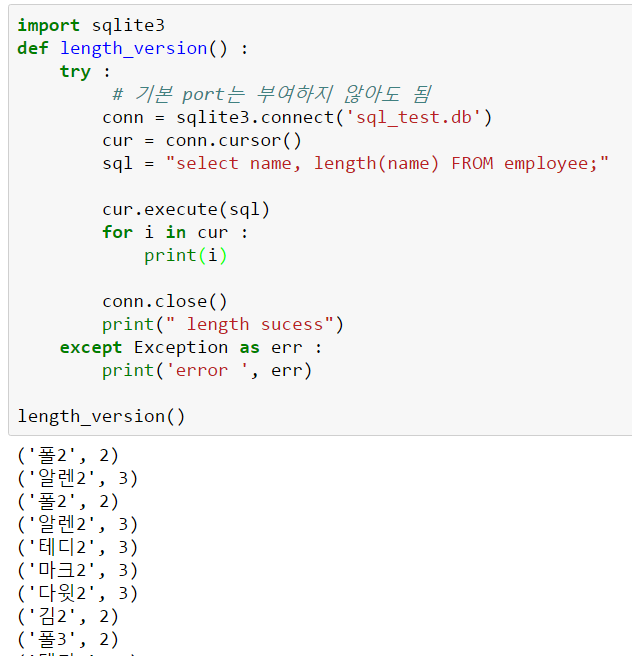 import sqlite3
def length_version() :
    try :
         # 기본 port는 부여하지 않아도 됨
        conn = sqlite3.connect('sql_test.db')
        cur = conn.cursor()
        sql = "select name, length(name) FROM employee;"
        cur.execute(sql)
        for i in cur :
            print(i)
        conn.close()
        print(" length sucess")
    except Exception as err :
        print('error ', err)
length_version()
('폴2', 2)
('알렌2', 3)
('폴2', 2)
('알렌2', 3)
('테디2', 3)
('마크2', 3)
('다윗2', 3)
('김2', 2)
('폴3', 2)